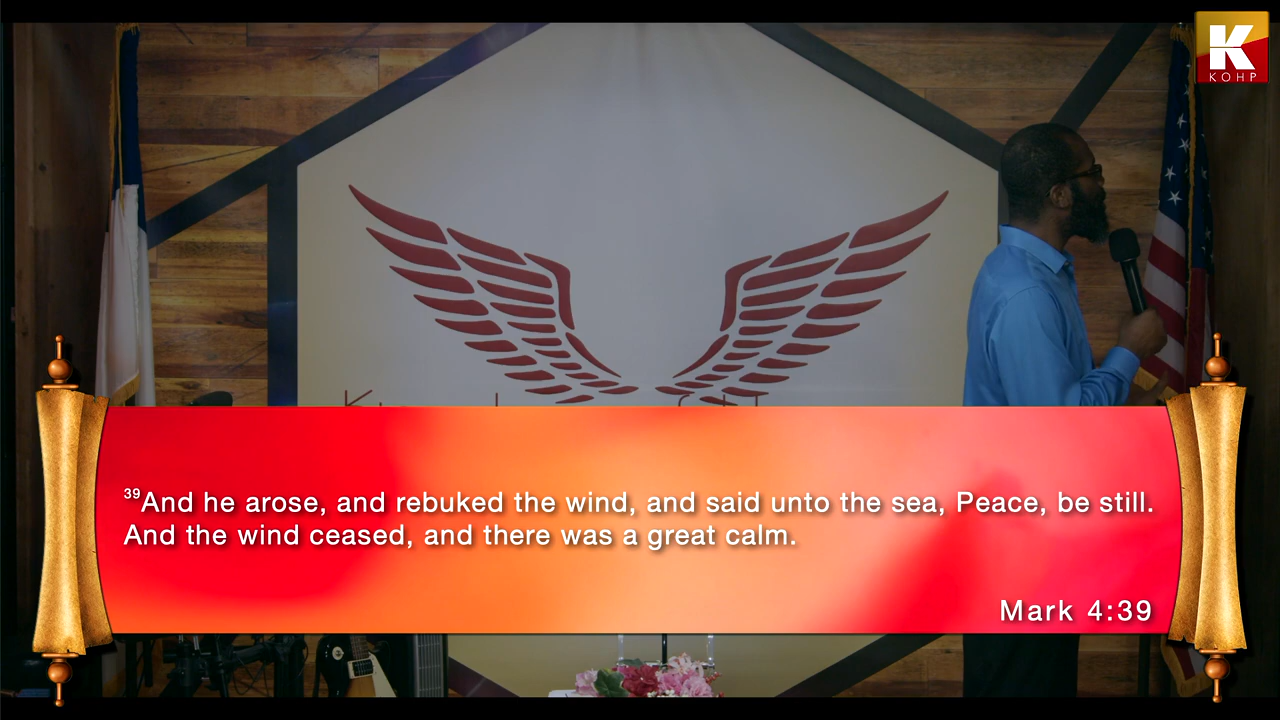 K
KOHP
³⁹And he arose, and rebuked the wind, and said unto the sea, Peace, be still.
And the wind ceased, and there was a great calm.
Mark 4:39